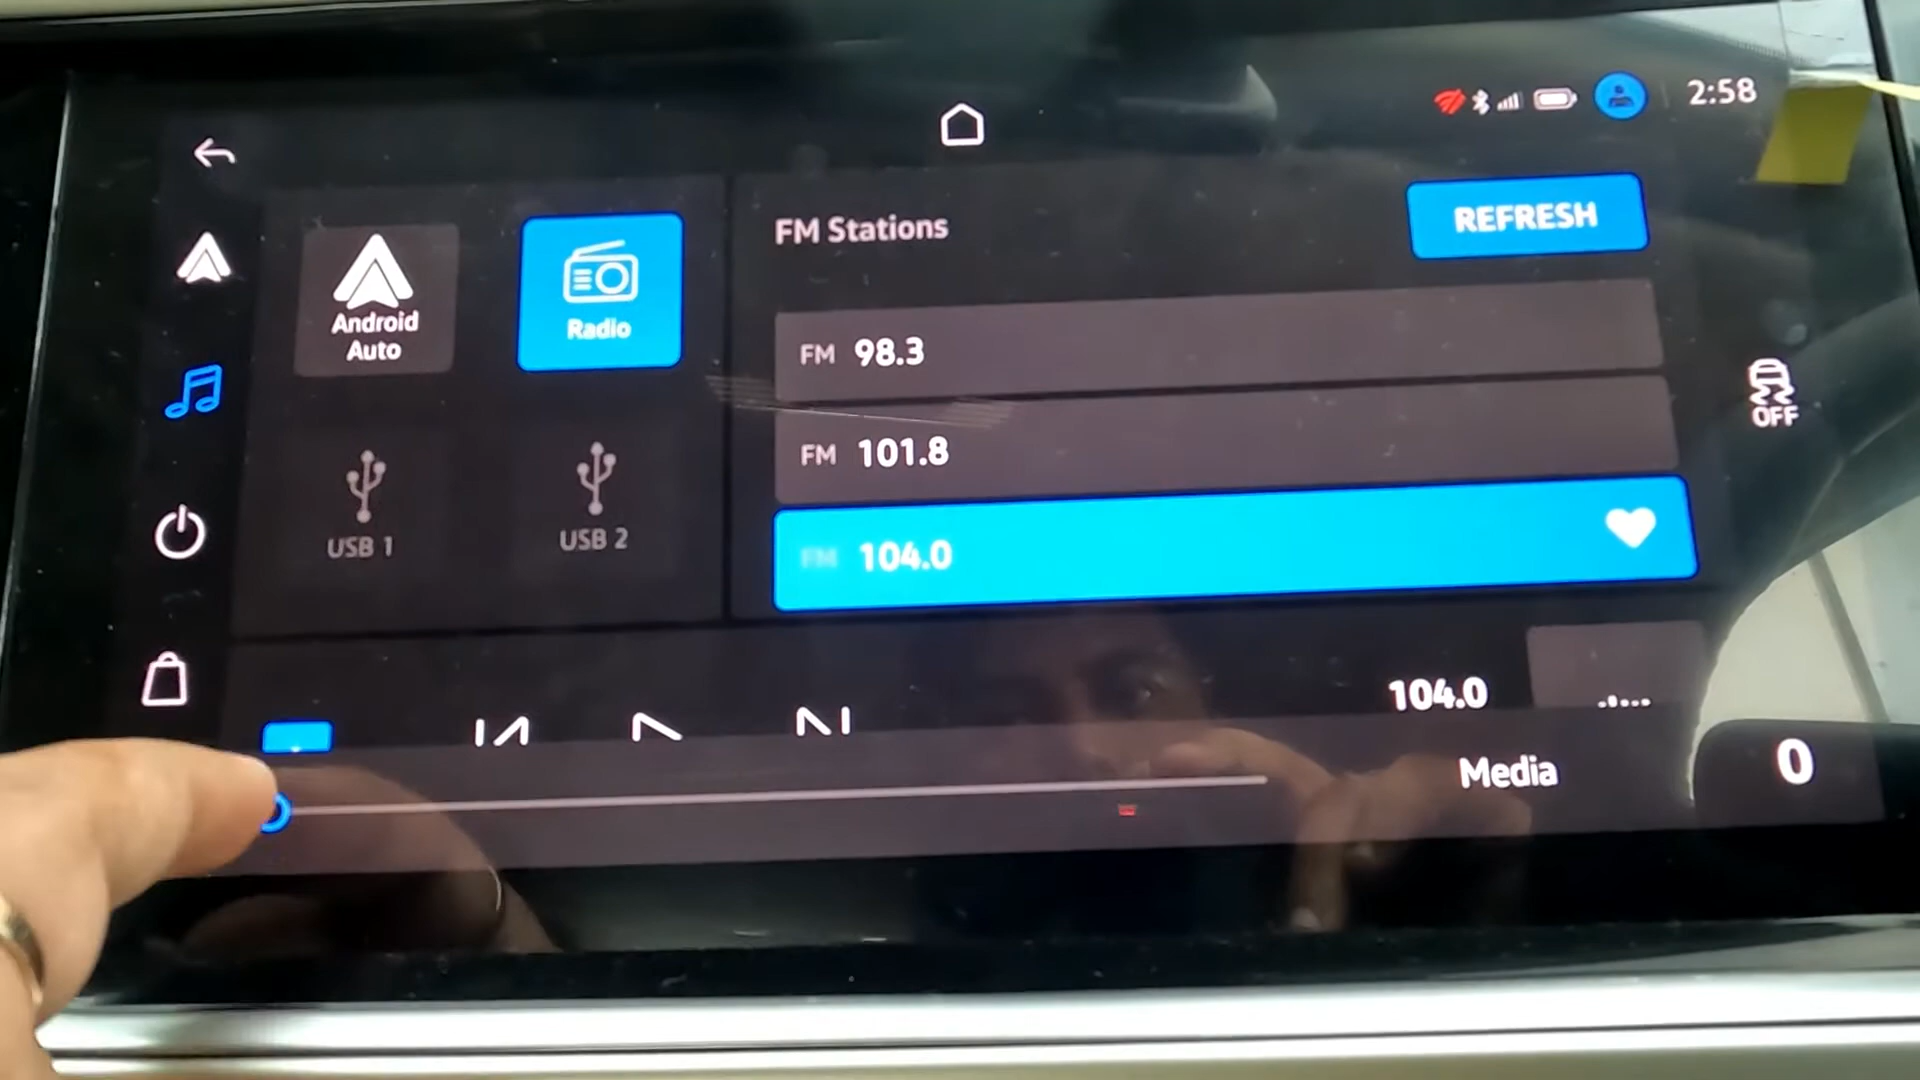 2:58
FM Stations
REFRESH
Android
Auto
Radio
FM 98.3
FM 101.8
OFF
USB 1
USB 2
FM 104.0
104.0
Media
0